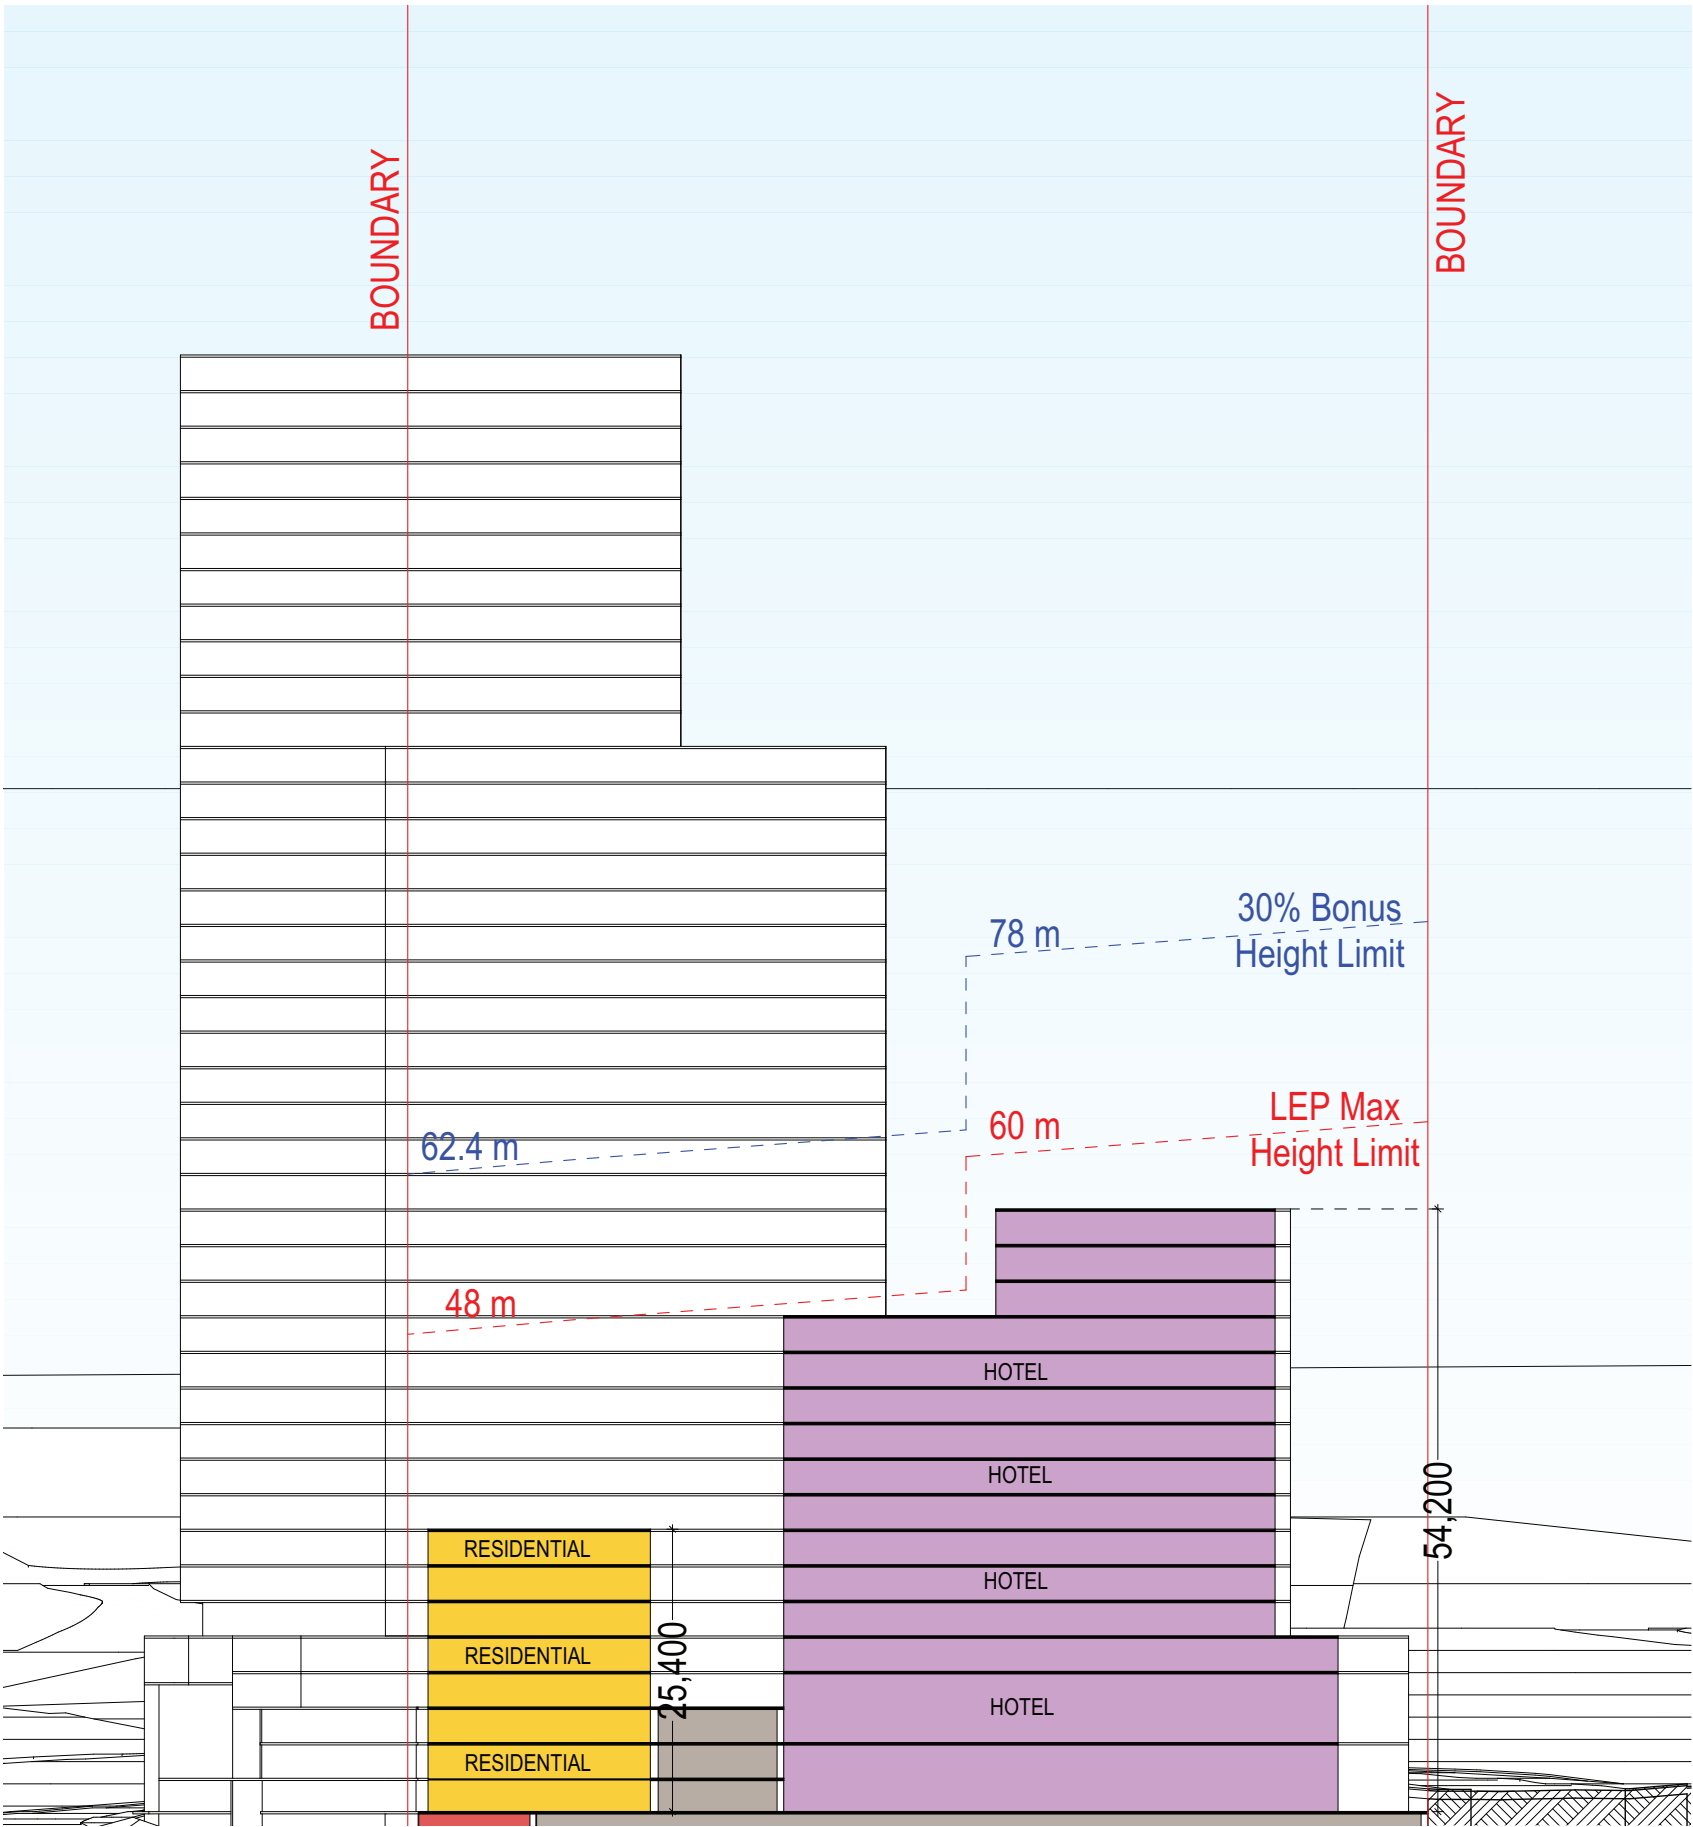 BOUNDARY
BOUNDARY
30% Bonus
78 m
Height Limit
LEP Max
60 m
62.4 m
Height Limit
48 m
HOTEL
HOTEL
54,200
RESIDENTIAL
HOTEL
RESIDENTIAL
25,400
HOTEL
RESIDENTIAL